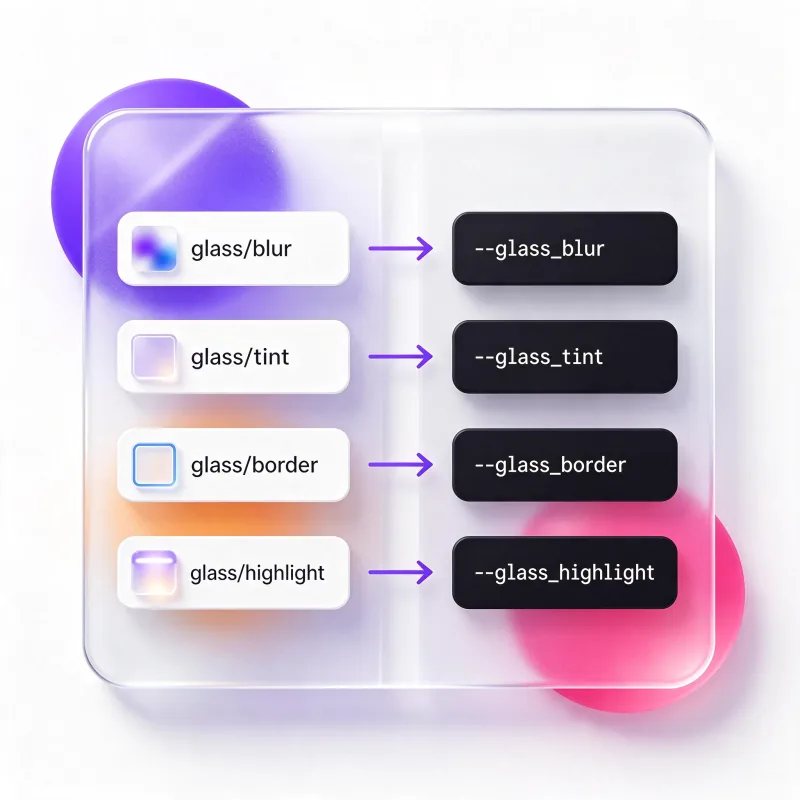 glass/blur
--glass_blur
glass/tint
--glass_tint
glass/border
--glass_border
glass/highlight
--glass_highlight